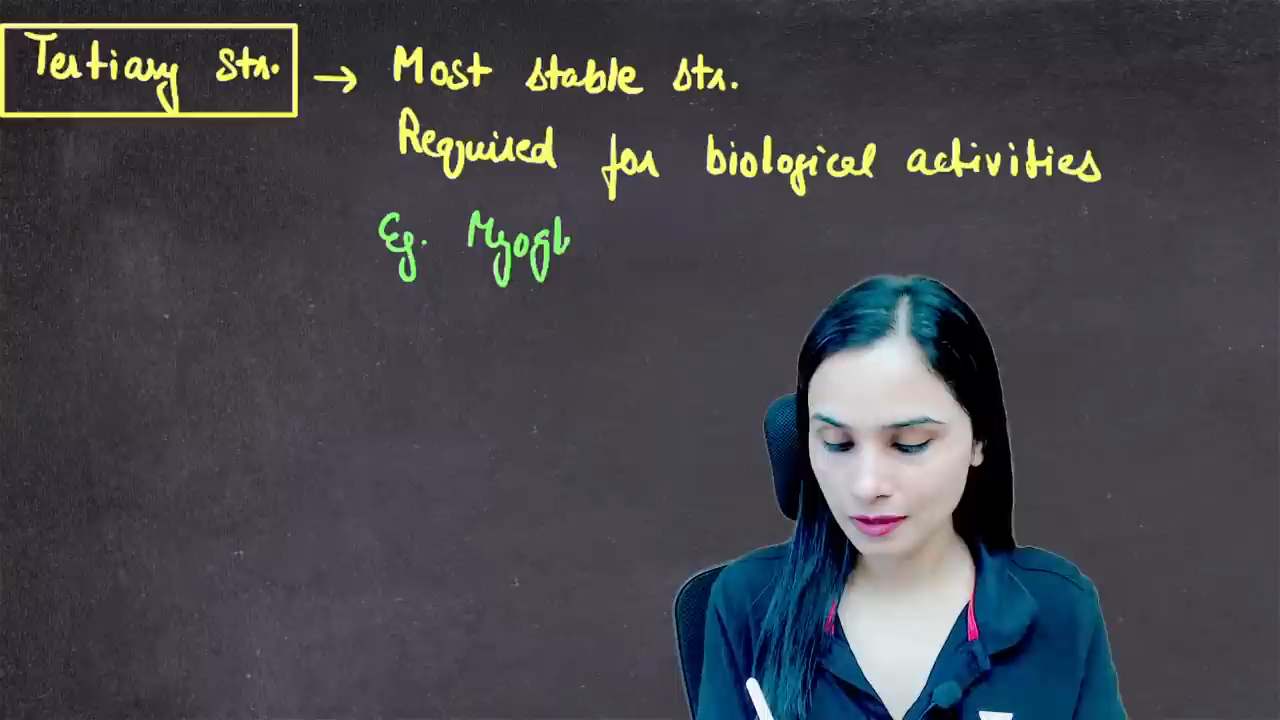 Tertiary str. → Most stable str.
Required for biological activities
Eg. Myogl